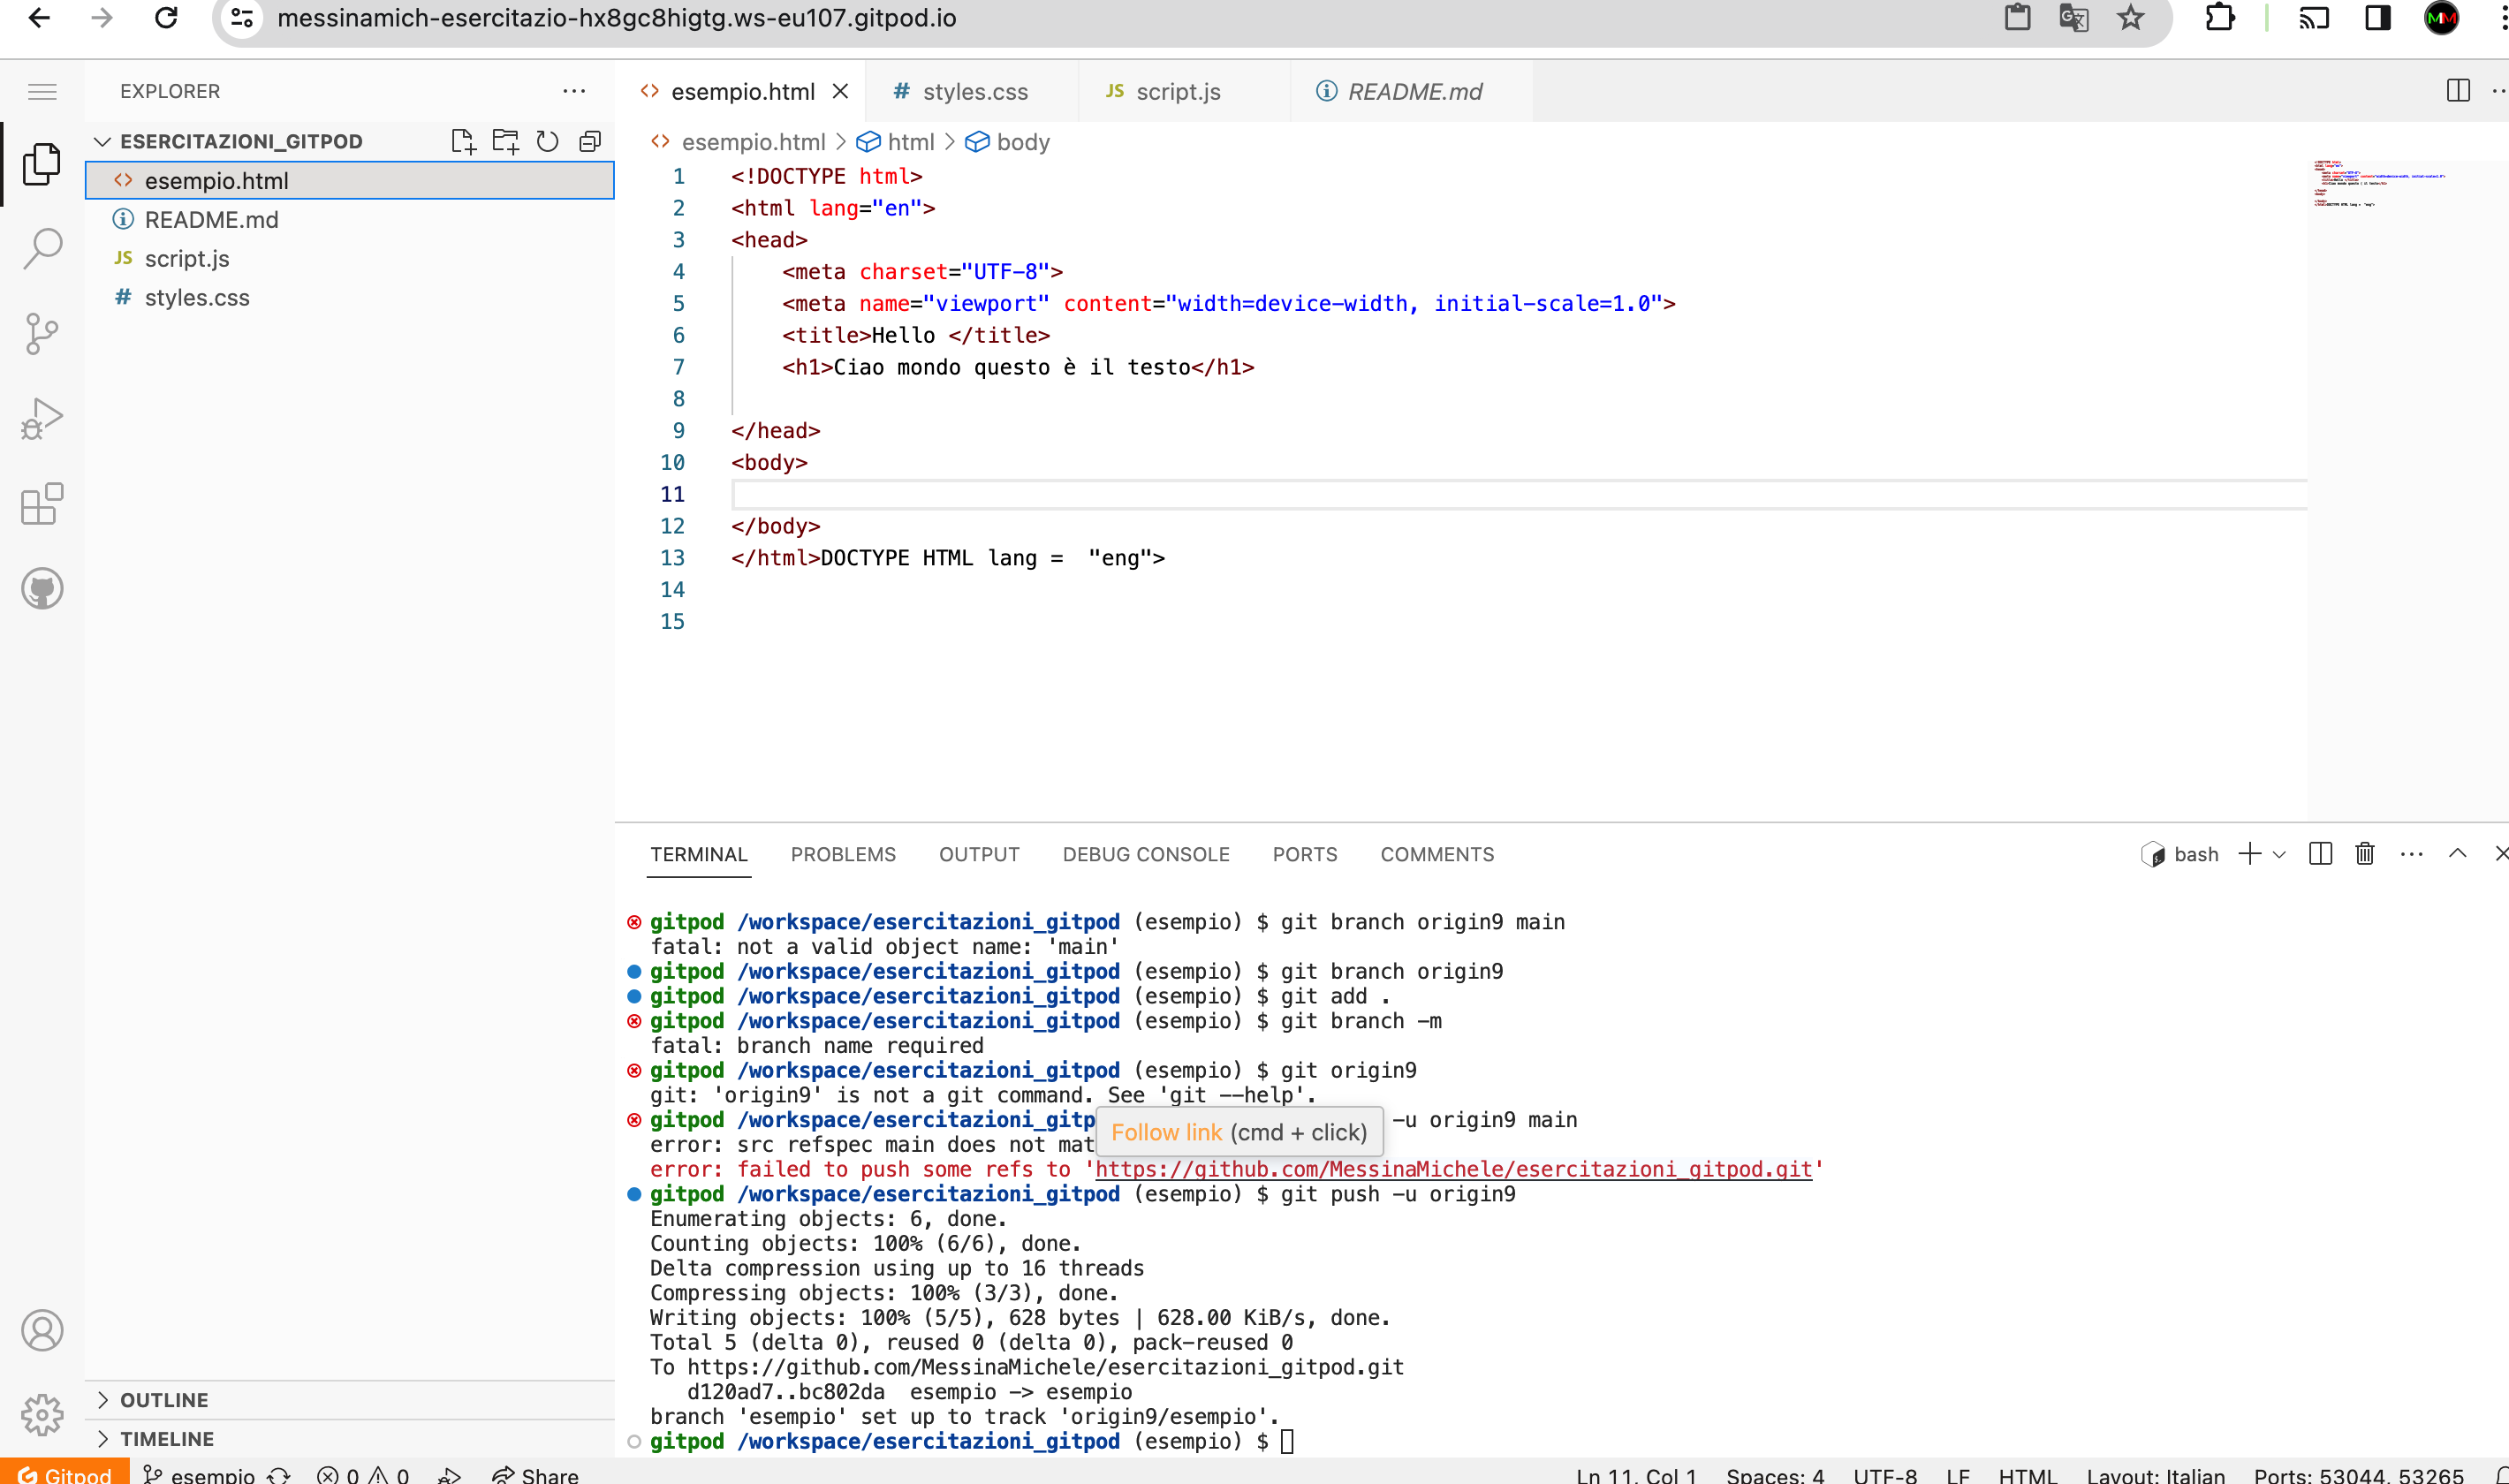 messinamich-esercitazio-hx8gc8higtg.ws-eu107.gitpod.io
MM
EXPLORER
ESERCITAZIONI_GITPOD
esempio.html
README.md
JS script.js
# styles.css
OUTLINE
TIMELINE
esempio.html
# styles.css
JS script.js
README.md
esempio.html > html > body
1 <!DOCTYPE html>
2 <html lang="en">
3 <head>
4 <meta charset="UTF-8">
5 <meta name="viewport" content="width=device-width, initial-scale=1.0">
6 <title>Hello </title>
7 <h1>Ciao mondo questo è il testo</h1>
8
9 </head>
10 <body>
11
12 </body>
13 </html>DOCTYPE HTML lang =  "eng">
14
15
TERMINAL PROBLEMS OUTPUT DEBUG CONSOLE PORTS COMMENTS
bash
gitpod /workspace/esercitazioni_gitpod (esempio) $ git branch origin9 main
fatal: not a valid object name: 'main'
gitpod /workspace/esercitazioni_gitpod (esempio) $ git branch origin9
gitpod /workspace/esercitazioni_gitpod (esempio) $ git add .
gitpod /workspace/esercitazioni_gitpod (esempio) $ git branch -m
fatal: branch name required
gitpod /workspace/esercitazioni_gitpod (esempio) $ git origin9
git: 'origin9' is not a git command. See 'git --help'.
gitpod /workspace/esercitazioni_gitp -u origin9 main
Follow link (cmd + click)
error: src refspec main does not mat
error: failed to push some refs to 'https://github.com/MessinaMichele/esercitazioni_gitpod.git'
gitpod /workspace/esercitazioni_gitpod (esempio) $ git push -u origin9
Enumerating objects: 6, done.
Counting objects: 100% (6/6), done.
Delta compression using up to 16 threads
Compressing objects: 100% (3/3), done.
Writing objects: 100% (5/5), 628 bytes | 628.00 KiB/s, done.
Total 5 (delta 0), reused 0 (delta 0), pack-reused 0
To https://github.com/MessinaMichele/esercitazioni_gitpod.git
d120ad7..bc802da  esempio -> esempio
branch 'esempio' set up to track 'origin9/esempio'.
gitpod /workspace/esercitazioni_gitpod (esempio) $
Gitpod esempio 0 0 Share Ln 11, Col 1 Spaces: 4 UTF-8 LF HTML Layout: Italian Ports: 53044, 53265